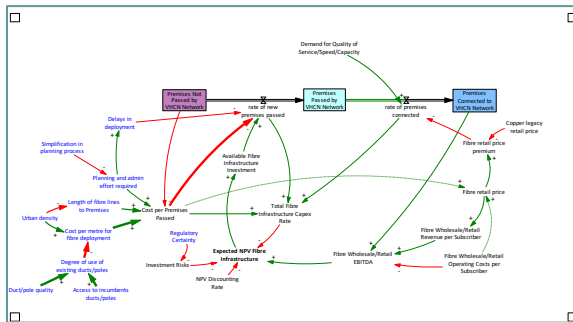 Demand for Quality of
Service/Speed/Capacity
Premises Not
Passed by VHCN
Network
rate of new
premises passed
Premises
Passed by VHCN
Network
rate of premises
connected
Premises
Connected to
VHCN Network
Delays in
deployment
Copper legacy
retail price
Simplification in
planning process
Fibre retail price
premium
Available Fibre
Infrastructure
Investment
Planning and admin
effort required
Fibre retail price
Length of fibre lines
to Premises
Cost per Premises
Passed
Total Fibre
Infrastructure Capex
Rate
Urban density
Cost per metre for
fibre deployment
Regulatory
Certainty
Fibre Wholesale/Retail
Revenue per Subscriber
Expected NPV Fibre
Infrastructure
Fibre Wholesale/Retail
EBITDA
Fibre Wholesale/Retail
Operating Costs per
Subscriber
Degree of use of
existing ducts/poles
Investment Risks
NPV Discounting
Rate
Duct/pole quality
Access to incumbents
ducts/poles